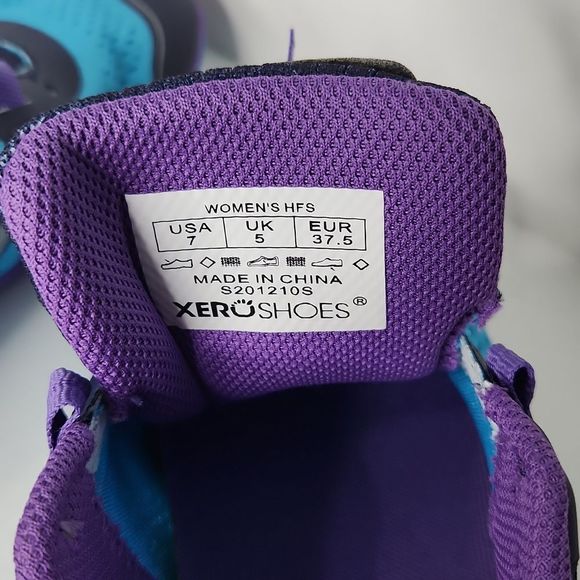 WOMEN'S HFS
USA UK EUR
7 5 37.5
MADE IN CHINA
S201210S
XEROSHOES®